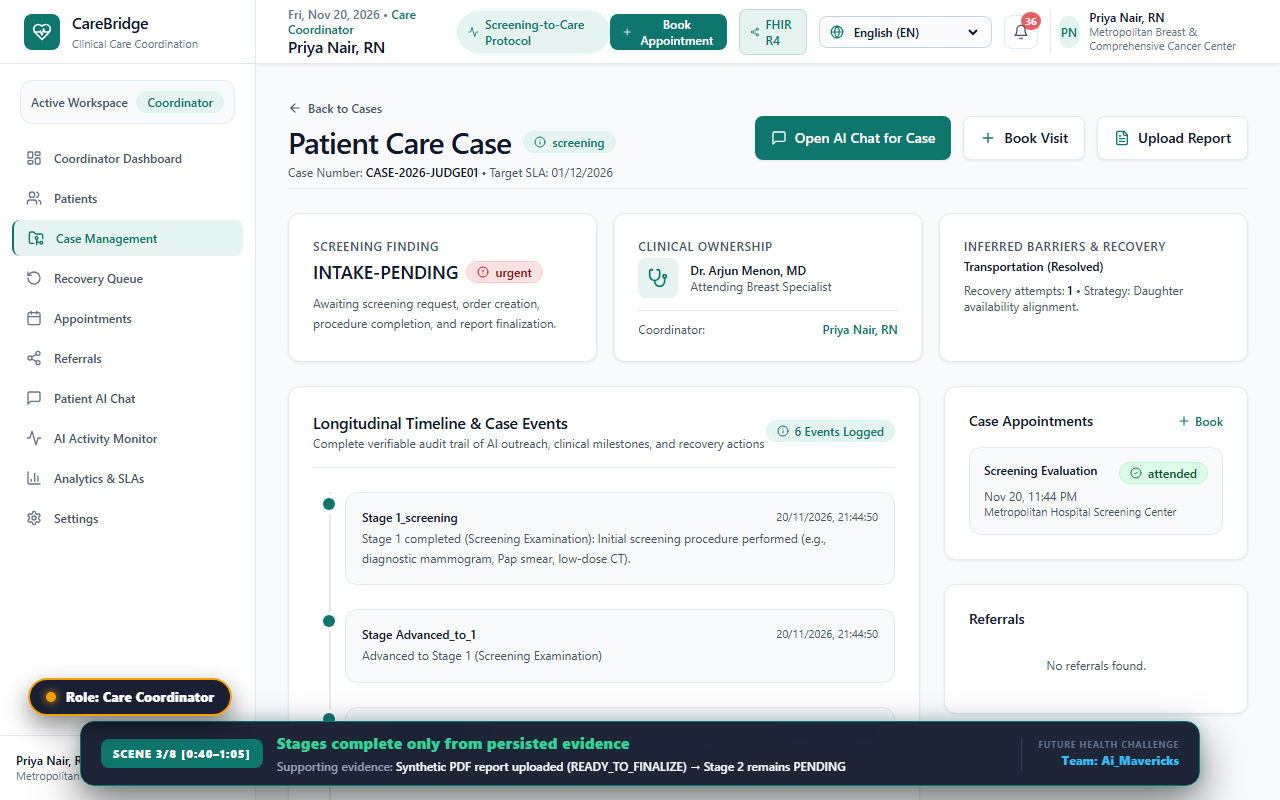 CareBridge
Clinical Care Coordination
Fri, Nov 20, 2026 • Care
Coordinator
Priya Nair, RN
Screening-to-Care
Protocol
Book
Appointment
FHIR
R4
English (EN)
36
PN
Priya Nair, RN
Metropolitan Breast &
Comprehensive Cancer Center
Active Workspace
Coordinator
Coordinator Dashboard
Patients
Case Management
Recovery Queue
Appointments
Referrals
Patient AI Chat
AI Activity Monitor
Analytics & SLAs
Settings
Back to Cases
Patient Care Case
screening
Case Number: CASE-2026-JUDGE01 • Target SLA: 01/12/2026
Open AI Chat for Case
Book Visit
Upload Report
SCREENING FINDING
INTAKE-PENDING
urgent
Awaiting screening request, order creation,
procedure completion, and report finalization.
CLINICAL OWNERSHIP
Dr. Arjun Menon, MD
Attending Breast Specialist
Coordinator:
Priya Nair, RN
INFERRED BARRIERS & RECOVERY
Transportation (Resolved)
Recovery attempts: 1 • Strategy: Daughter
availability alignment.
Longitudinal Timeline & Case Events
Complete verifiable audit trail of AI outreach, clinical milestones, and recovery actions
6 Events Logged
Stage 1_screening
20/11/2026, 21:44:50
Stage 1 completed (Screening Examination): Initial screening procedure performed (e.g.,
diagnostic mammogram, Pap smear, low-dose CT).
Stage Advanced_to_1
20/11/2026, 21:44:50
Advanced to Stage 1 (Screening Examination)
Case Appointments
Book
Screening Evaluation
attended
Nov 20, 11:44 PM
Metropolitan Hospital Screening Center
Referrals
No referrals found.
Role: Care Coordinator
Priya Nair, R
Metropolitan
SCENE 3/8 [0:40–1:05]
Stages complete only from persisted evidence
Supporting evidence: Synthetic PDF report uploaded (READY_TO_FINALIZE) → Stage 2 remains PENDING
FUTURE HEALTH CHALLENGE
Team: Ai_Mavericks